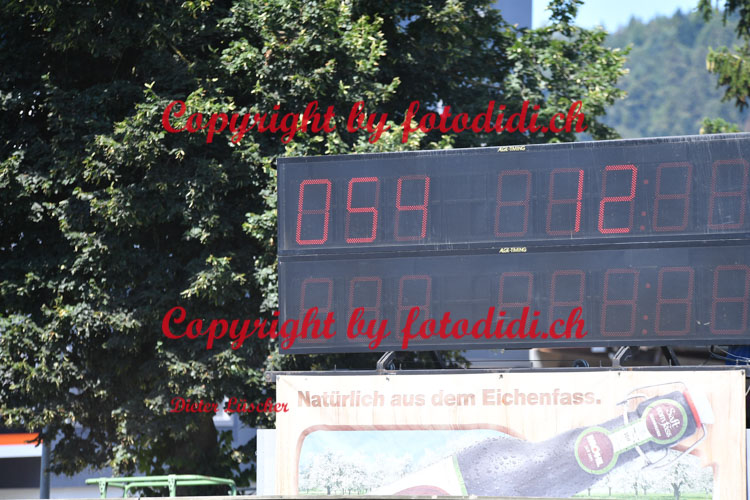 Copyright by fotodidi.ch
ALGE-TIMING
054 12
ALGE-TIMING
Copyright by fotodidi.ch
Natürlich aus dem Eichenfass.
Dieter Lüscher